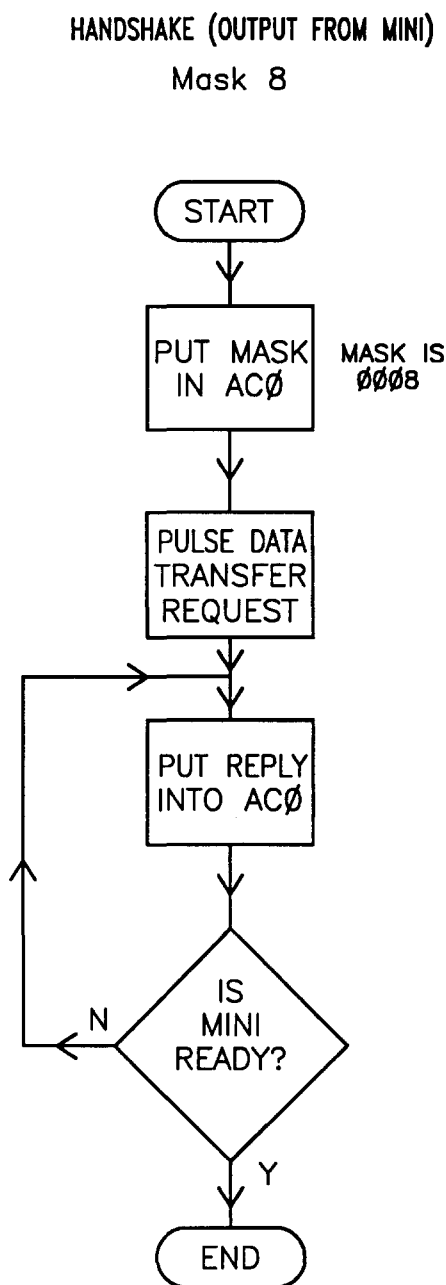 HANDSHAKE (OUTPUT FROM MINI)
Mask 8
START
PUT MASK
IN ACØ
MASK IS
ØØØ8
PULSE DATA
TRANSFER
REQUEST
PUT REPLY
INTO ACØ
IS
MINI
READY?
N
Y
END